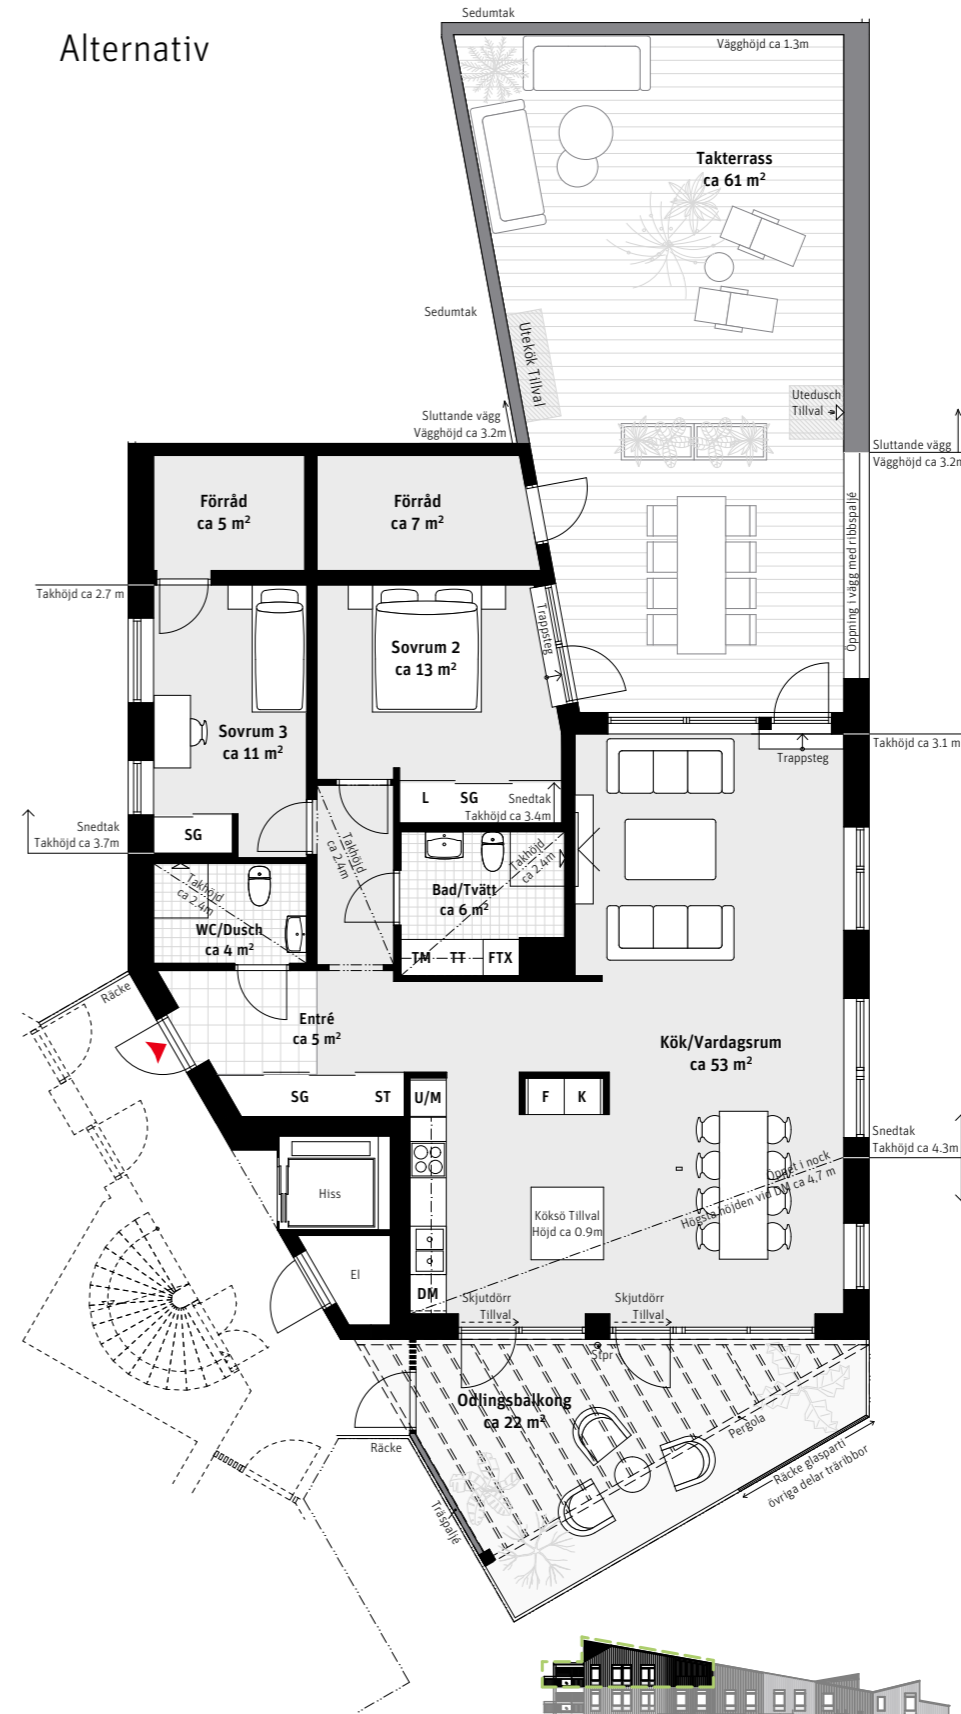 Sedumtak
Alternativ
Vägghöjd ca 1.3m
Takterrass
ca 61 m²
Sedumtak
Utekök Tillval
Utedusch
Tillval
Sluttande vägg
Vägghöjd ca 3.2m
Sluttande vägg
Vägghöjd ca 3.2m
Öppning i vägg med ribbspaljé
Förråd
ca 5 m²
Förråd
ca 7 m²
Takhöjd ca 2.7 m
Trappsteg
Sovrum 2
ca 13 m²
Sovrum 3
ca 11 m²
Takhöjd ca 3.1 m
Trappsteg
L SG
Snedtak
Takhöjd ca 3.4m
Snedtak
Takhöjd ca 3.7m
SG
Takhöjd
ca 2.4m
Takhöjd
ca 2.4m
Takhöjd
ca 2.4m
Bad/Tvätt
ca 6 m²
WC/Dusch
ca 4 m²
TM TT FTX
Räcke
Entré
ca 5 m²
Kök/Vardagsrum
ca 53 m²
SG ST U/M F K
Snedtak
Takhöjd ca 4.3m
Öppet i nock
Högsta höjden vid DM ca 4,7 m
Hiss
Köksö Tillval
Höjd ca 0.9m
El
DM
Skjutdörr
Tillval
Skjutdörr
Tillval
Stpr
Odlingsbalkong
ca 22 m²
Pergola
Räcke
Räcke glasparti
övriga delar träribbor
Träspaljé